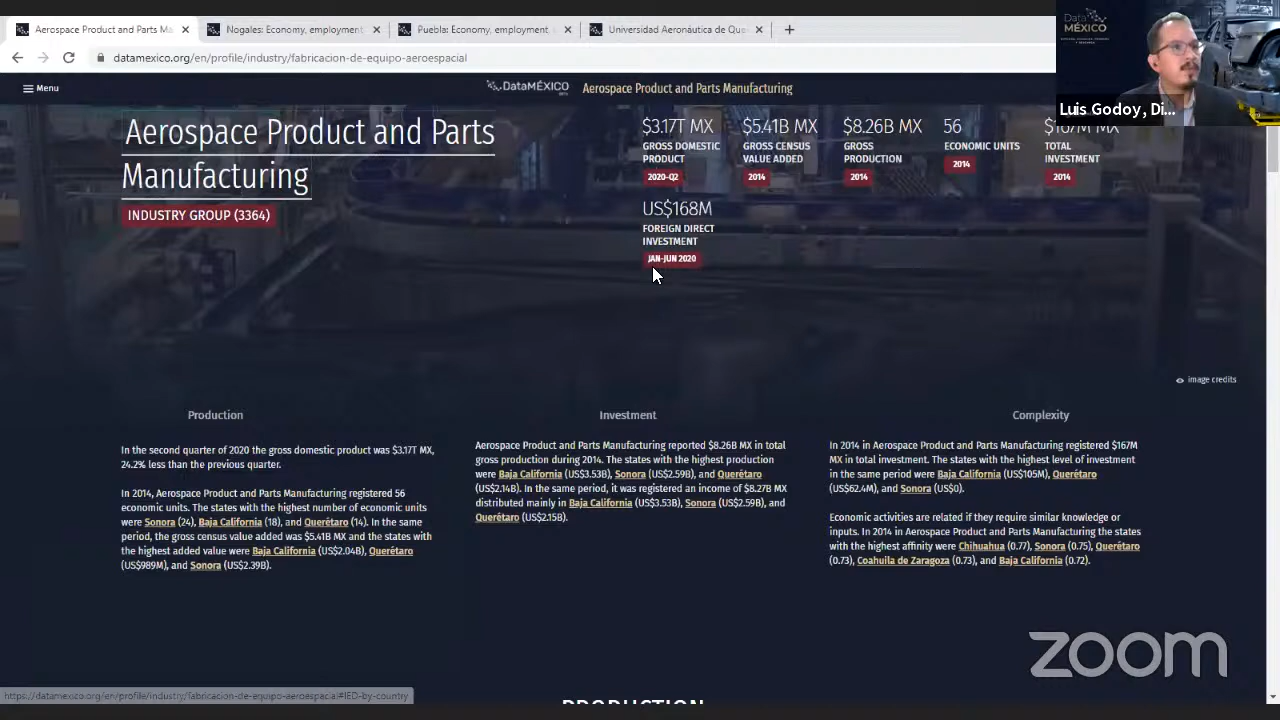 Aerospace Product and Parts Ma
Nogales: Economy, employment
Puebla: Economy, employment,
Universidad Aeronáutica de Que
datamexico.org/en/profile/industry/fabricacion-de-equipo-aeroespacial
Data
MÉXICO
Menu
DataMÉXICO
Aerospace Product and Parts Manufacturing
Luis Godoy, Di...
Aerospace Product and Parts
Manufacturing
INDUSTRY GROUP (3364)
$3.17T MX
GROSS DOMESTIC
PRODUCT
2020-Q2
$5.41B MX
GROSS CENSUS
VALUE ADDED
2014
$8.26B MX
GROSS
PRODUCTION
2014
56
ECONOMIC UNITS
2014
$167M MX
TOTAL
INVESTMENT
2014
US$168M
FOREIGN DIRECT
INVESTMENT
JAN-JUN 2020
image credits
Production
In the second quarter of 2020 the gross domestic product was $3.17T MX,
24.2% less than the previous quarter.
In 2014, Aerospace Product and Parts Manufacturing registered 56
economic units. The states with the highest number of economic units
were Sonora (24), Baja California (18), and Querétaro (14). In the same
period, the gross census value added was $5.41B MX and the states with
the highest added value were Baja California (US$2.04B), Querétaro
(US$989M), and Sonora (US$2.39B).
Investment
Aerospace Product and Parts Manufacturing reported $8.26B MX in total
gross production during 2014. The states with the highest production
were Baja California (US$3.53B), Sonora (US$2.59B), and Querétaro
(US$2.14B). In the same period, it was registered an income of $8.27B MX
distributed mainly in Baja California (US$3.53B), Sonora (US$2.59B), and
Querétaro (US$2.15B).
Complexity
In 2014 in Aerospace Product and Parts Manufacturing registered $167M
MX in total investment. The states with the highest level of investment
in the same period were Baja California (US$105M), Querétaro
(US$62.4M), and Sonora (US$0).
Economic activities are related if they require similar knowledge or
inputs. In 2014 in Aerospace Product and Parts Manufacturing the states
with the highest affinity were Chihuahua (0.77), Sonora (0.75), Querétaro
(0.73), Coahuila de Zaragoza (0.73), and Baja California (0.72).
zoom
https://datamexico.org/en/profile/industry/fabricacion-de-equipo-aeroespacial#IED-by-country
PRODUCTION